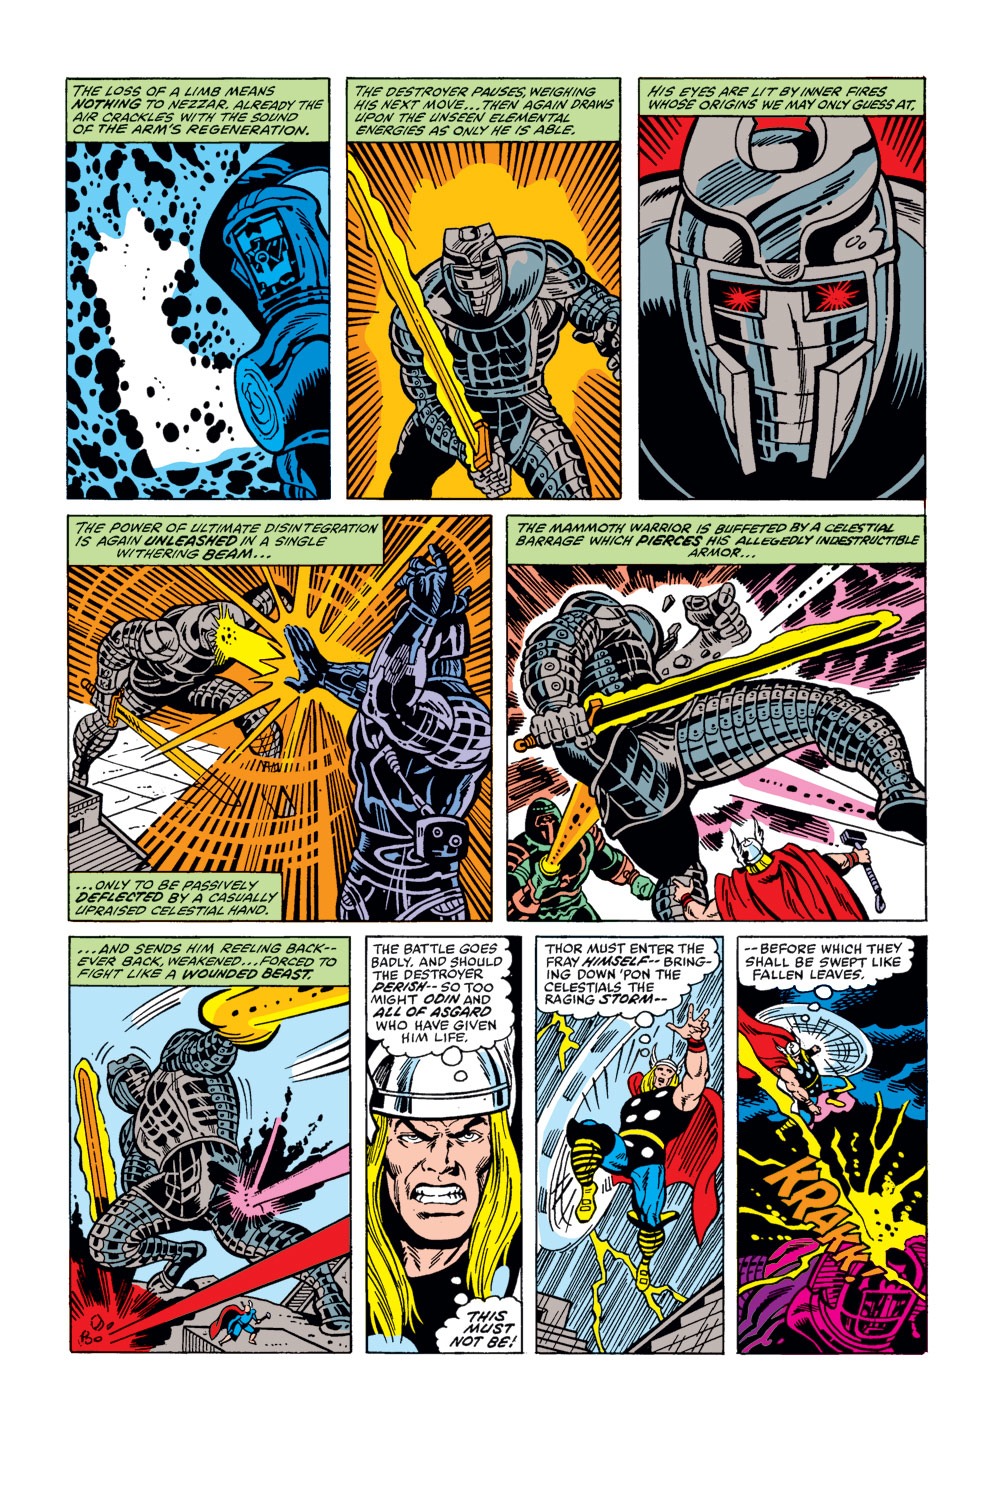 THE LOSS OF A LIMB MEANS
NOTHING TO NEZZAR. ALREADY THE
AIR CRACKLES WITH THE SOUND
OF THE ARM'S REGENERATION.
THE DESTROYER PAUSES, WEIGHING
HIS NEXT MOVE... THEN AGAIN DRAWS
UPON THE UNSEEN ELEMENTAL
ENERGIES AS ONLY HE IS ABLE.
HIS EYES ARE LIT BY INNER FIRES
WHOSE ORIGINS WE MAY ONLY GUESS AT,
THE POWER OF ULTIMATE DISINTEGRATION
IS AGAIN UNLEASHED IN A SINGLE
WITHERING BEAM...
...ONLY TO BE PASSIVELY
DEFLECTED BY A CASUALLY
UPRAISED CELESTIAL HAND.
THE MAMMOTH WARRIOR IS BUFFETED BY A CELESTIAL
BARRAGE WHICH PIERCES HIS ALLEGEDLY INDESTRUCTIBLE
ARMOR...
...AND SENDS HIM REELING BACK--
EVER BACK, WEAKENED... FORCED TO
FIGHT LIKE A WOUNDED BEAST.
THE BATTLE GOES
BADLY. AND SHOULD
THE DESTROYER
PERISH-- SO TOO
MIGHT ODIN AND
ALL OF ASGARD
WHO HAVE GIVEN
HIM LIFE.
THIS
MUST
NOT BE!
THOR MUST ENTER THE
FRAY HIMSELF-- BRING-
ING DOWN 'PON THE
CELESTIALS THE
RAGING STORM--
--BEFORE WHICH THEY
SHALL BE SWEPT LIKE
FALLEN LEAVES.
KRAKK!